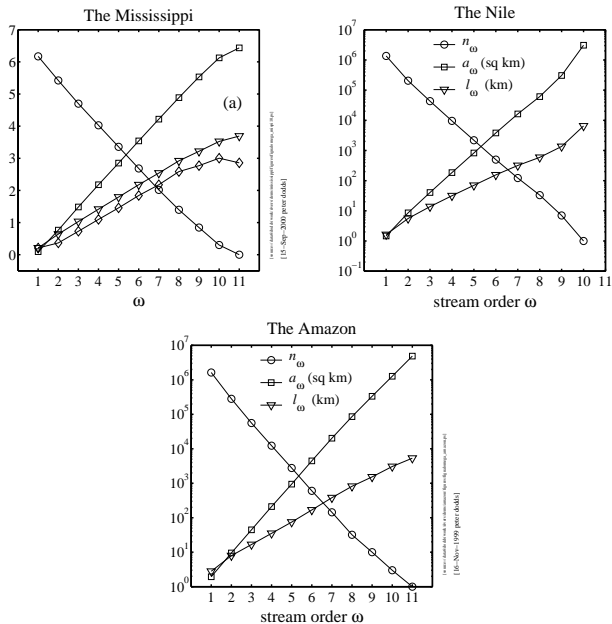 The Mississippi
7
6
5
4
3
2
1
0
(a)
1 2 3 4 5 6 7 8 9 10 11
ω
[15−Sep−2000 peter dodds]
The Nile
10^7
10^6
10^5
10^4
10^3
10^2
10^1
10^0
10^−1
n_ω
a_ω (sq km)
l_ω (km)
1 2 3 4 5 6 7 8 9 10 11
stream order ω
The Amazon
10^7
10^6
10^5
10^4
10^3
10^2
10^1
10^0
n_ω
a_ω (sq km)
l_ω (km)
1 2 3 4 5 6 7 8 9 10 11
stream order ω
[16−Nov−1999 peter dodds]